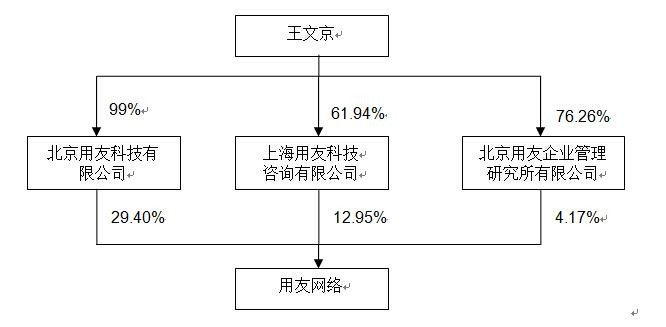 王文京
99%
61.94%
76.26%
北京用友科技有
限公司
上海用友科技
咨询有限公司
北京用友企业管理
研究所有限公司
29.40%
12.95%
4.17%
用友网络